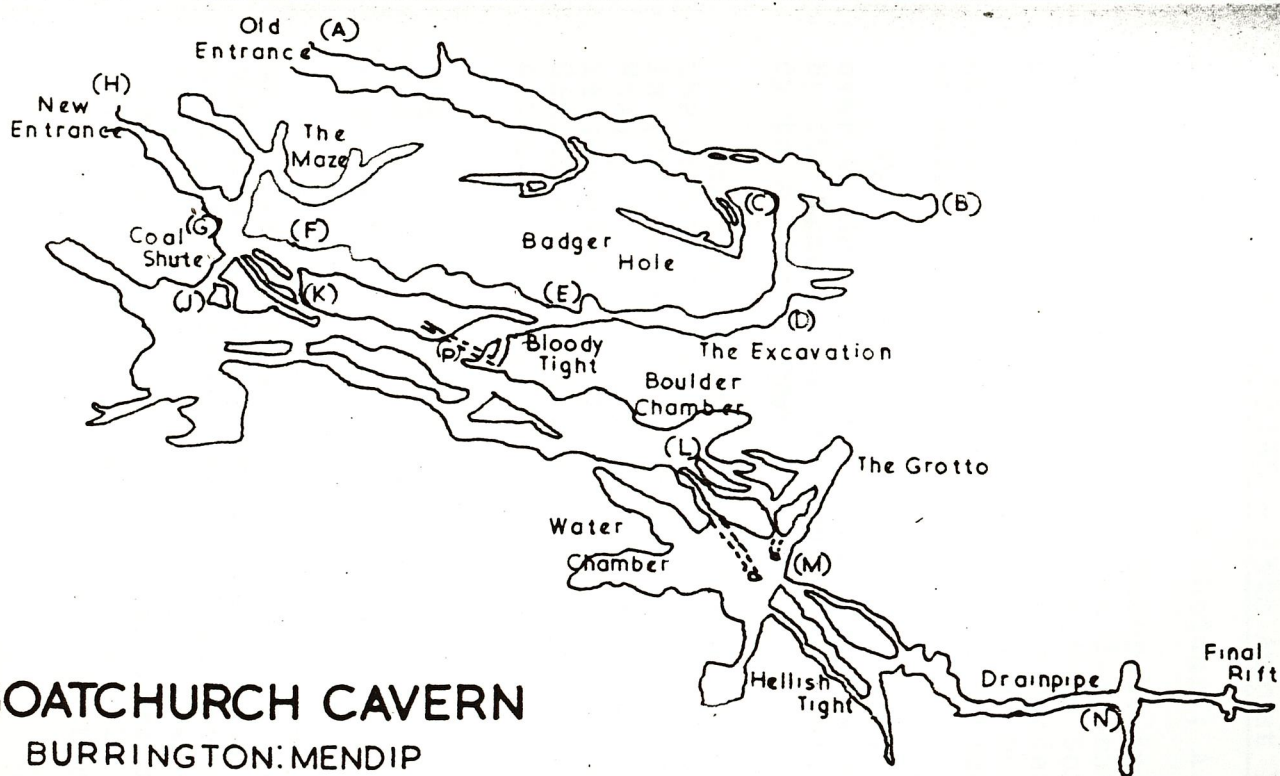 Old (A)
Entrance
(H)
New
Entrance
The
Maze
(B)
(C)
(G)
(F)
Coal
Shute
Badger
Hole
(J)
(K)
(E)
(D)
(P)
Bloody
Tight
The Excavation
Boulder
Chamber
(L)
The Grotto
Water
Chamber
(M)
Hellish
Tight
Drainpipe
(N)
Final
Rift
OATCHURCH CAVERN
BURRINGTON: MENDIP